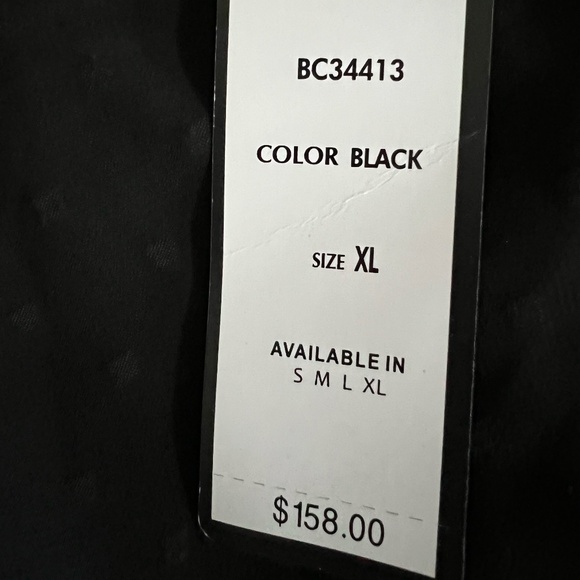 BC34413
COLOR BLACK
SIZE XL
AVAILABLE IN
S M L XL
$158.00